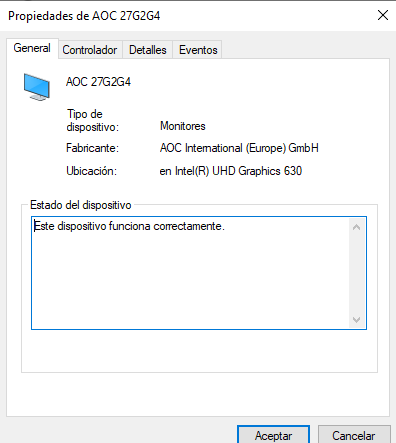 Propiedades de AOC 27G2G4
General Controlador Detalles Eventos
AOC 27G2G4
Tipo de
dispositivo: Monitores
Fabricante: AOC International (Europe) GmbH
Ubicación: en Intel(R) UHD Graphics 630
Estado del dispositivo
Este dispositivo funciona correctamente.
Aceptar Cancelar